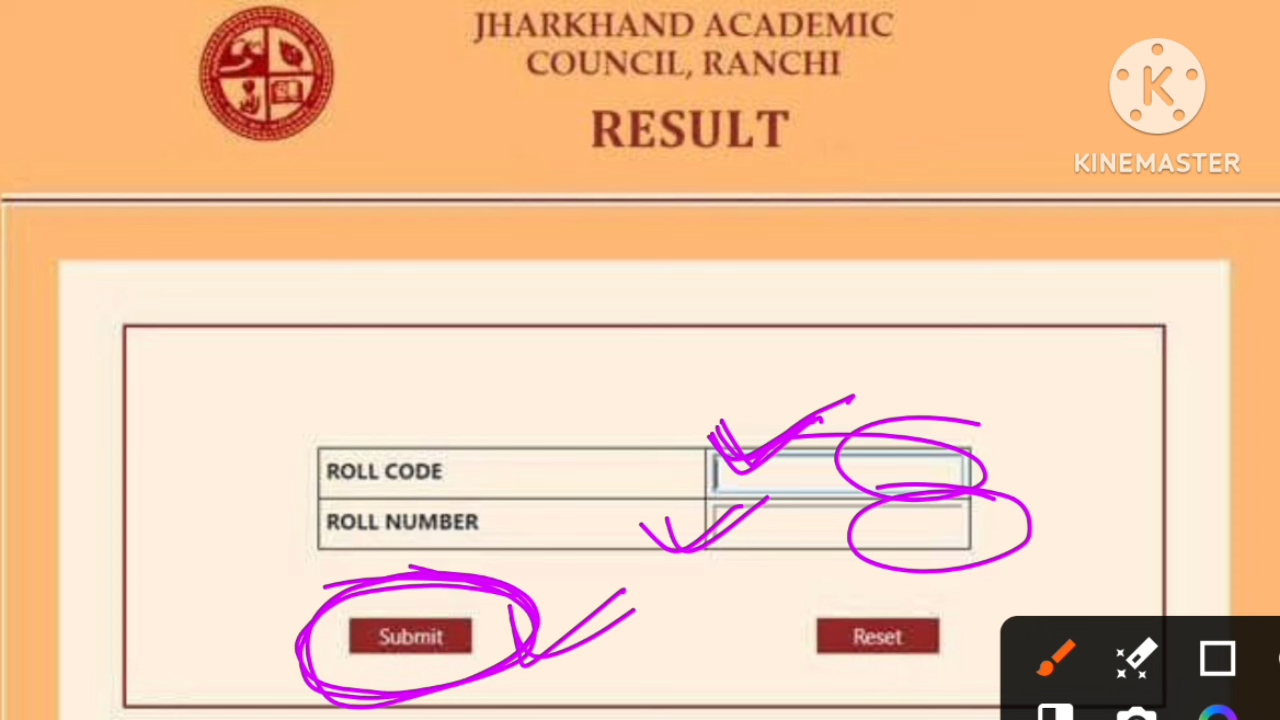 JHARKHAND ACADEMIC
COUNCIL, RANCHI
RESULT
KINEMASTER
ROLL CODE
ROLL NUMBER
Submit
Reset